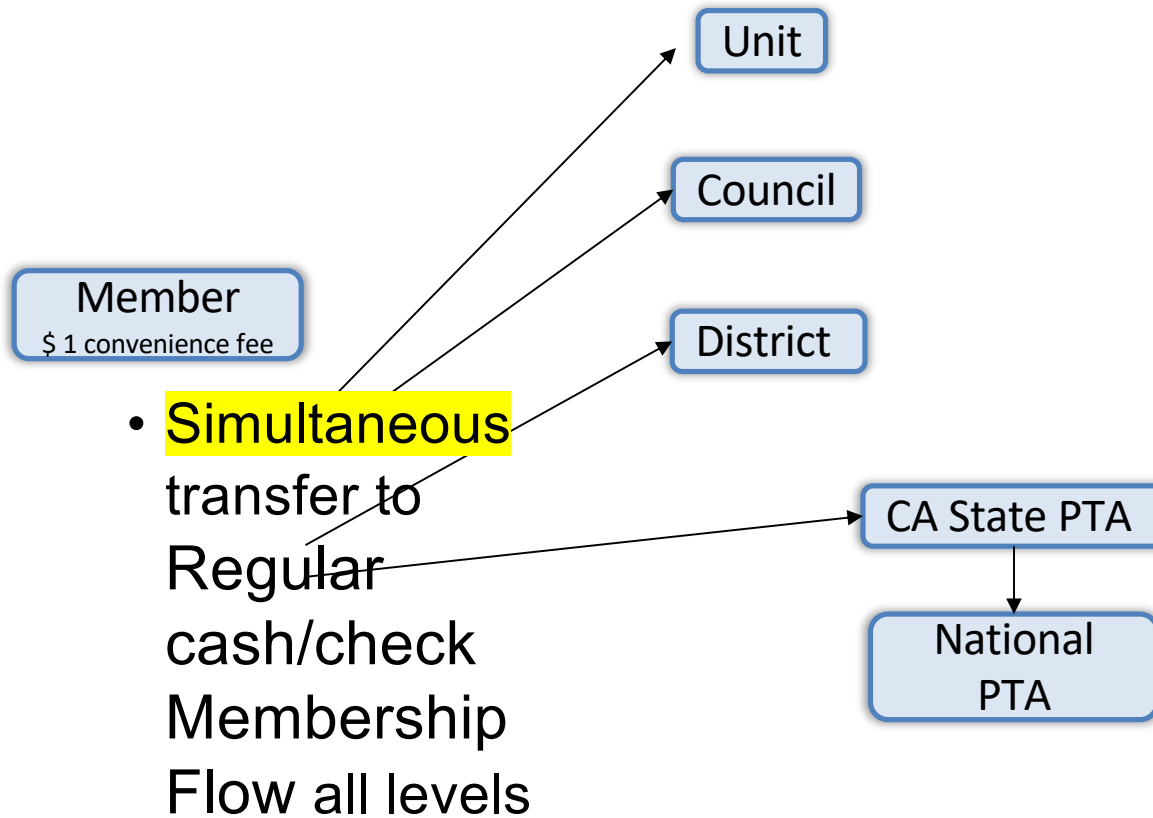 Unit
Council
Member
$ 1 convenience fee
District
• Simultaneous
transfer to
Regular
cash/check
Membership
Flow all levels
CA State PTA
National
PTA